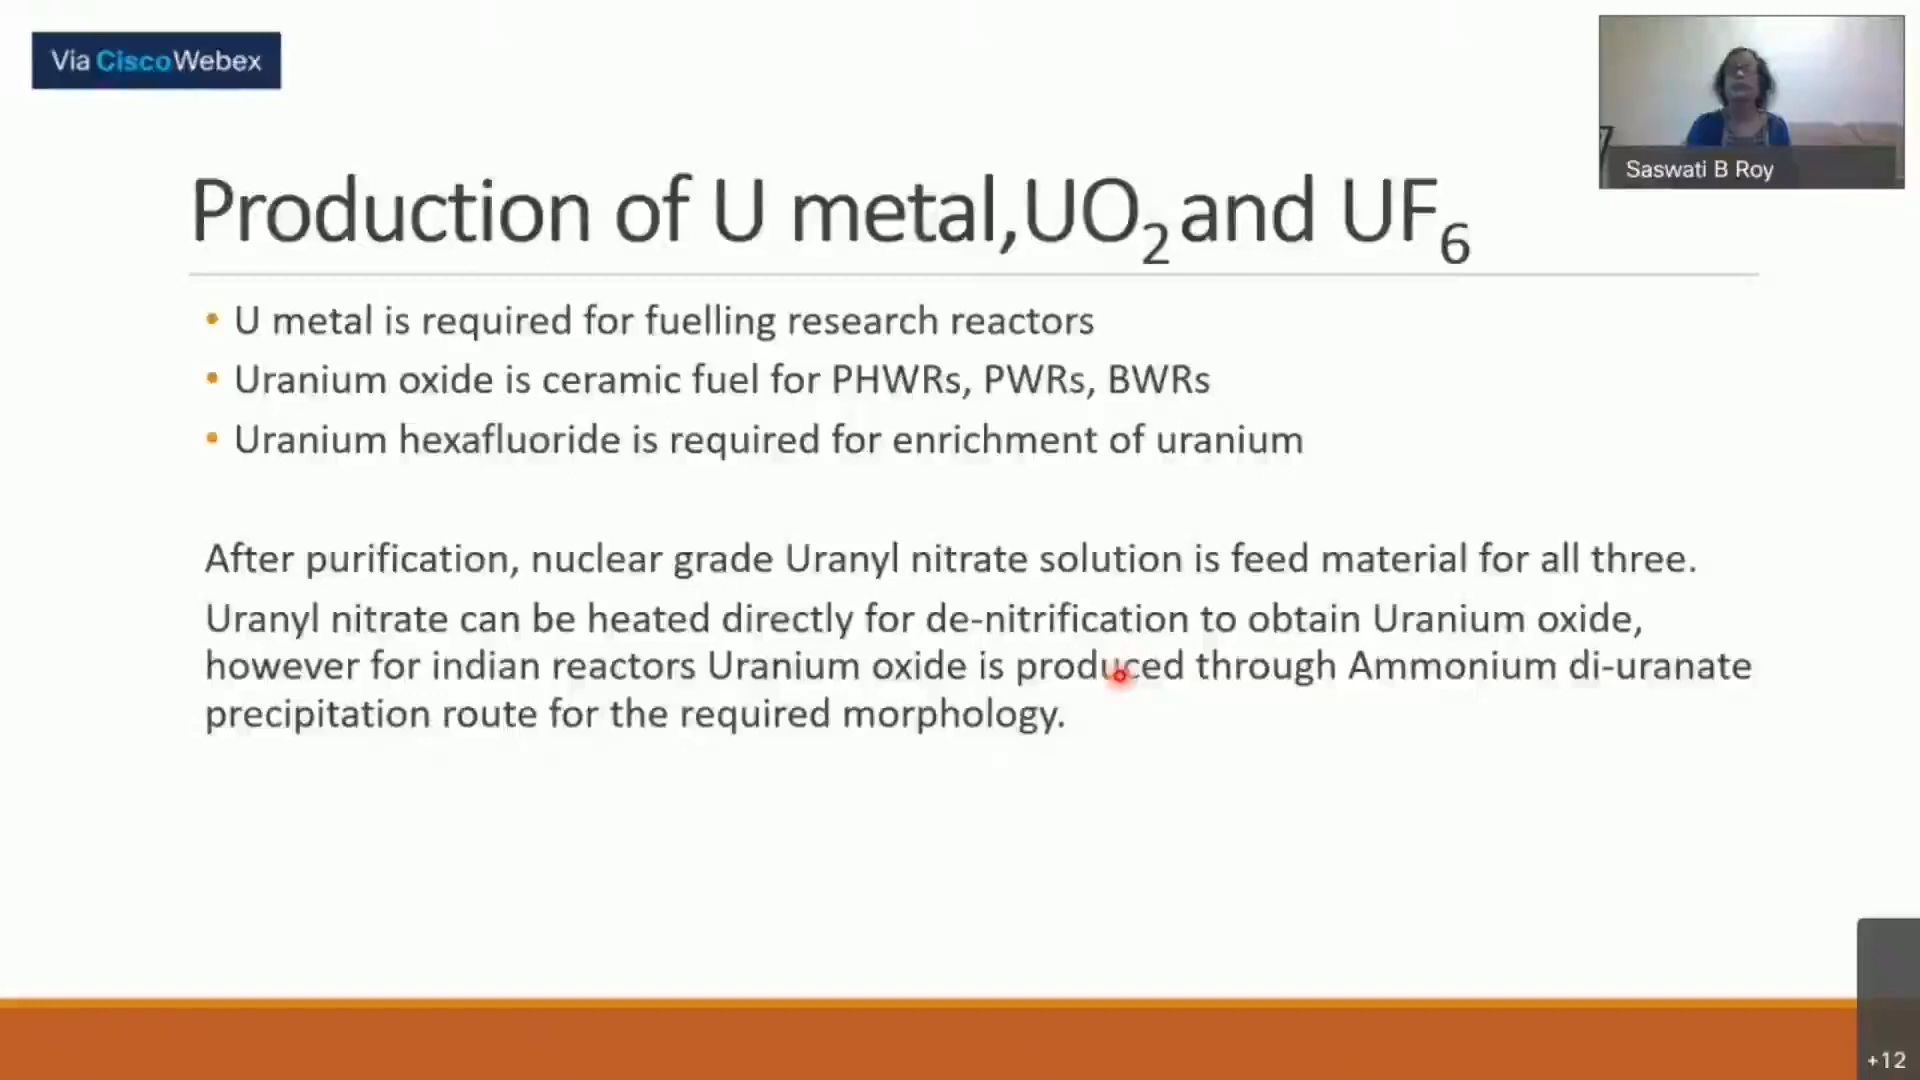 Via CiscoWebex
Saswati B Roy
Production of U metal,UO₂ and UF₆
• U metal is required for fuelling research reactors
• Uranium oxide is ceramic fuel for PHWRs, PWRs, BWRs
• Uranium hexafluoride is required for enrichment of uranium
After purification, nuclear grade Uranyl nitrate solution is feed material for all three.
Uranyl nitrate can be heated directly for de-nitrification to obtain Uranium oxide,
however for indian reactors Uranium oxide is produced through Ammonium di-uranate
precipitation route for the required morphology.
+12